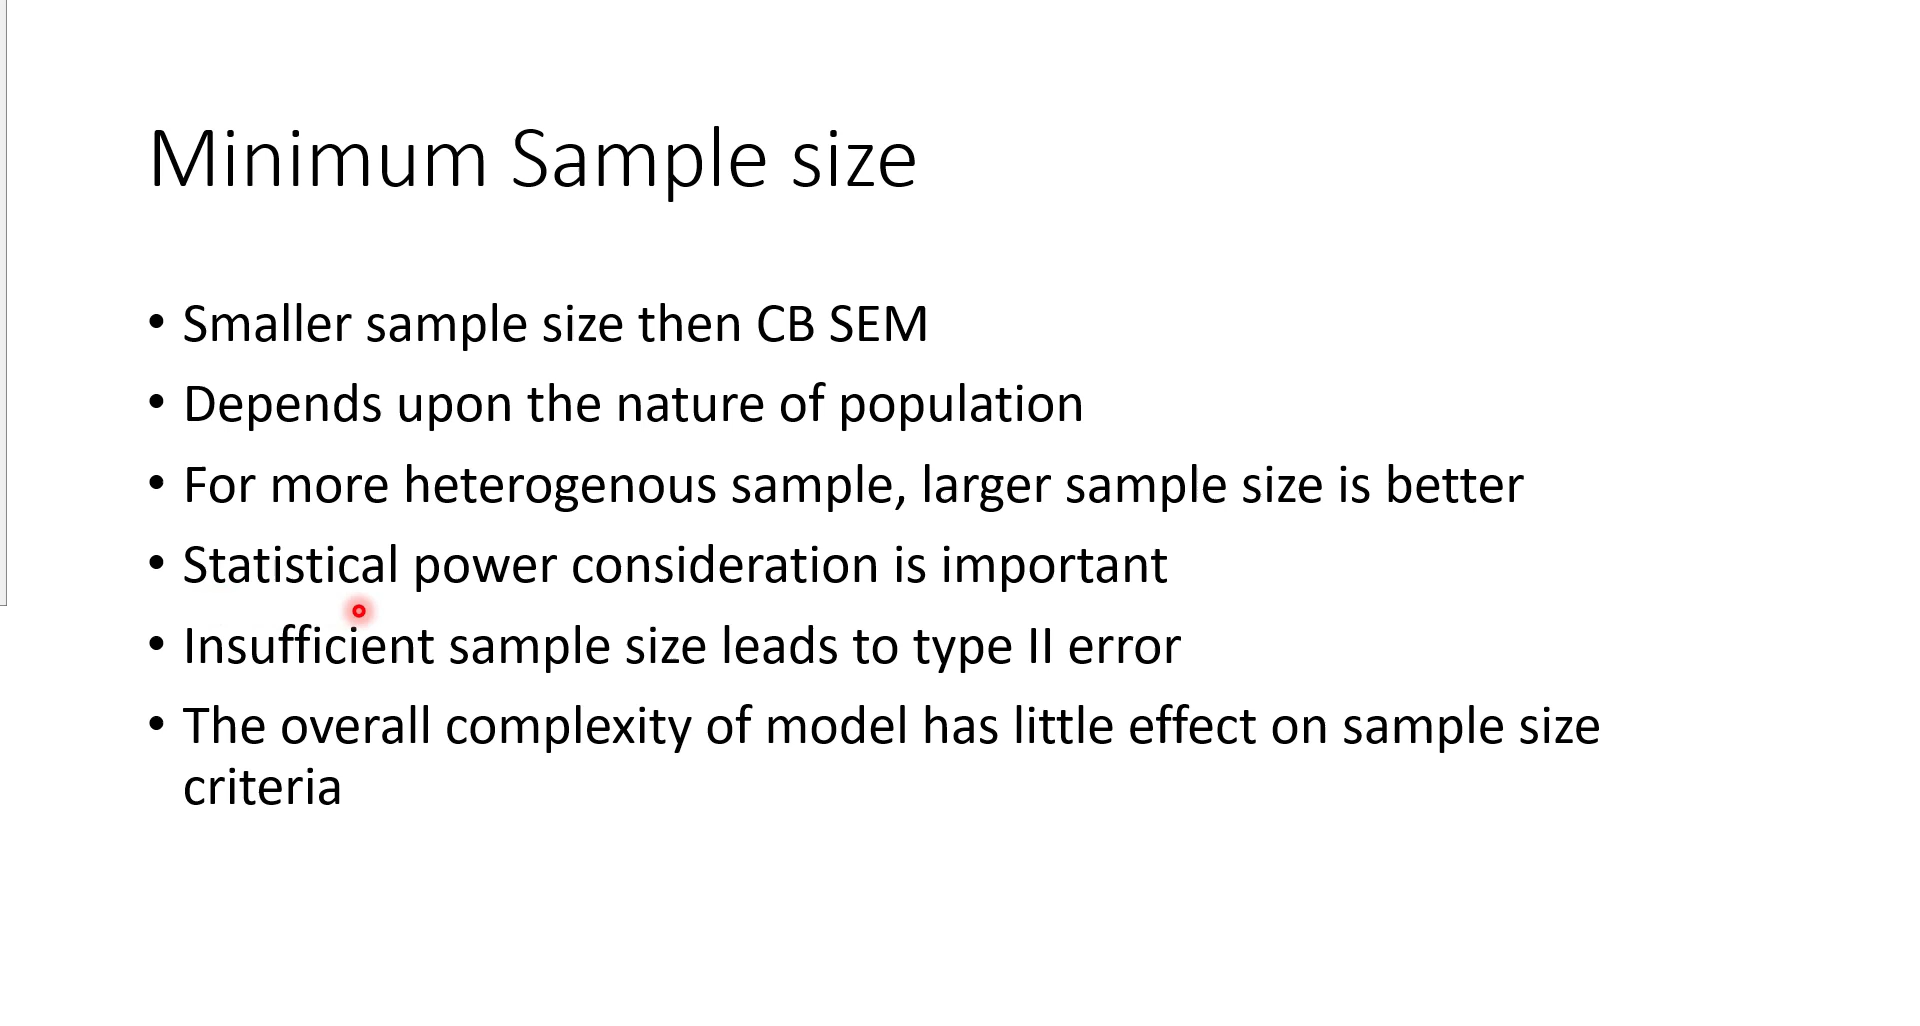 Minimum Sample size
• Smaller sample size then CB SEM
• Depends upon the nature of population
• For more heterogenous sample, larger sample size is better
• Statistical power consideration is important
• Insufficient sample size leads to type II error
• The overall complexity of model has little effect on sample size
criteria